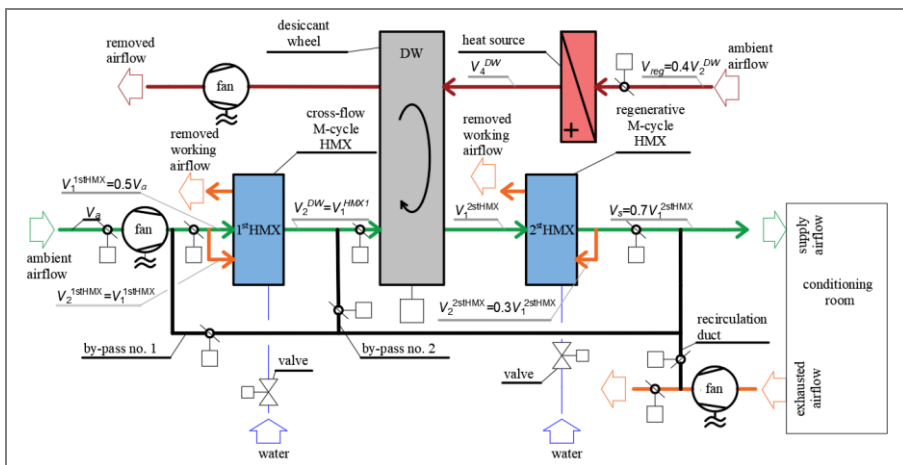 desiccant
wheel
heat source
removed
airflow
ambient
airflow
DW
V₄ᴰᵂ
V_reg=0.4V₂ᴰᵂ
fan
cross-flow
M-cycle
HMX
regenerative
M-cycle
HMX
removed
working
airflow
removed
working
airflow
V₁¹ˢᵗᴴᴹˣ=0.5Vₐ
Vₐ
fan
V₂ᴰᵂ=V₁ᴴᴹˣ¹
V₁²ˢᵗᴴᴹˣ
Vₛ=0.7V₁²ˢᵗᴴᴹˣ
1ˢᵗHMX
2ˢᵗHMX
ambient
airflow
supply
airflow
conditioning
room
V₂¹ˢᵗᴴᴹˣ=V₁¹ˢᵗᴴᴹˣ
V₂²ˢᵗᴴᴹˣ=0.3V₁²ˢᵗᴴᴹˣ
recirculation
duct
by-pass no. 1
by-pass no. 2
valve
valve
fan
exhausted
airflow
water
water